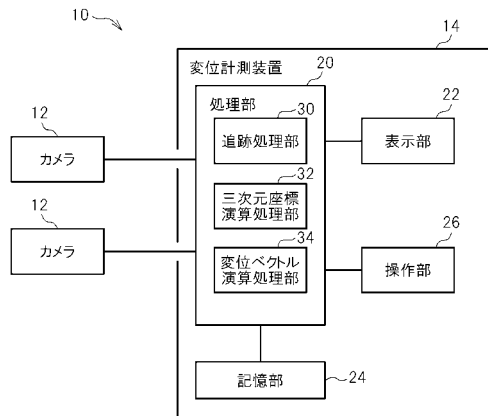 10
14
変位計測装置
20
処理部
12
カメラ
30
追跡処理部
22
表示部
32
三次元座標
演算処理部
12
カメラ
34
変位ベクトル
演算処理部
26
操作部
記憶部
24